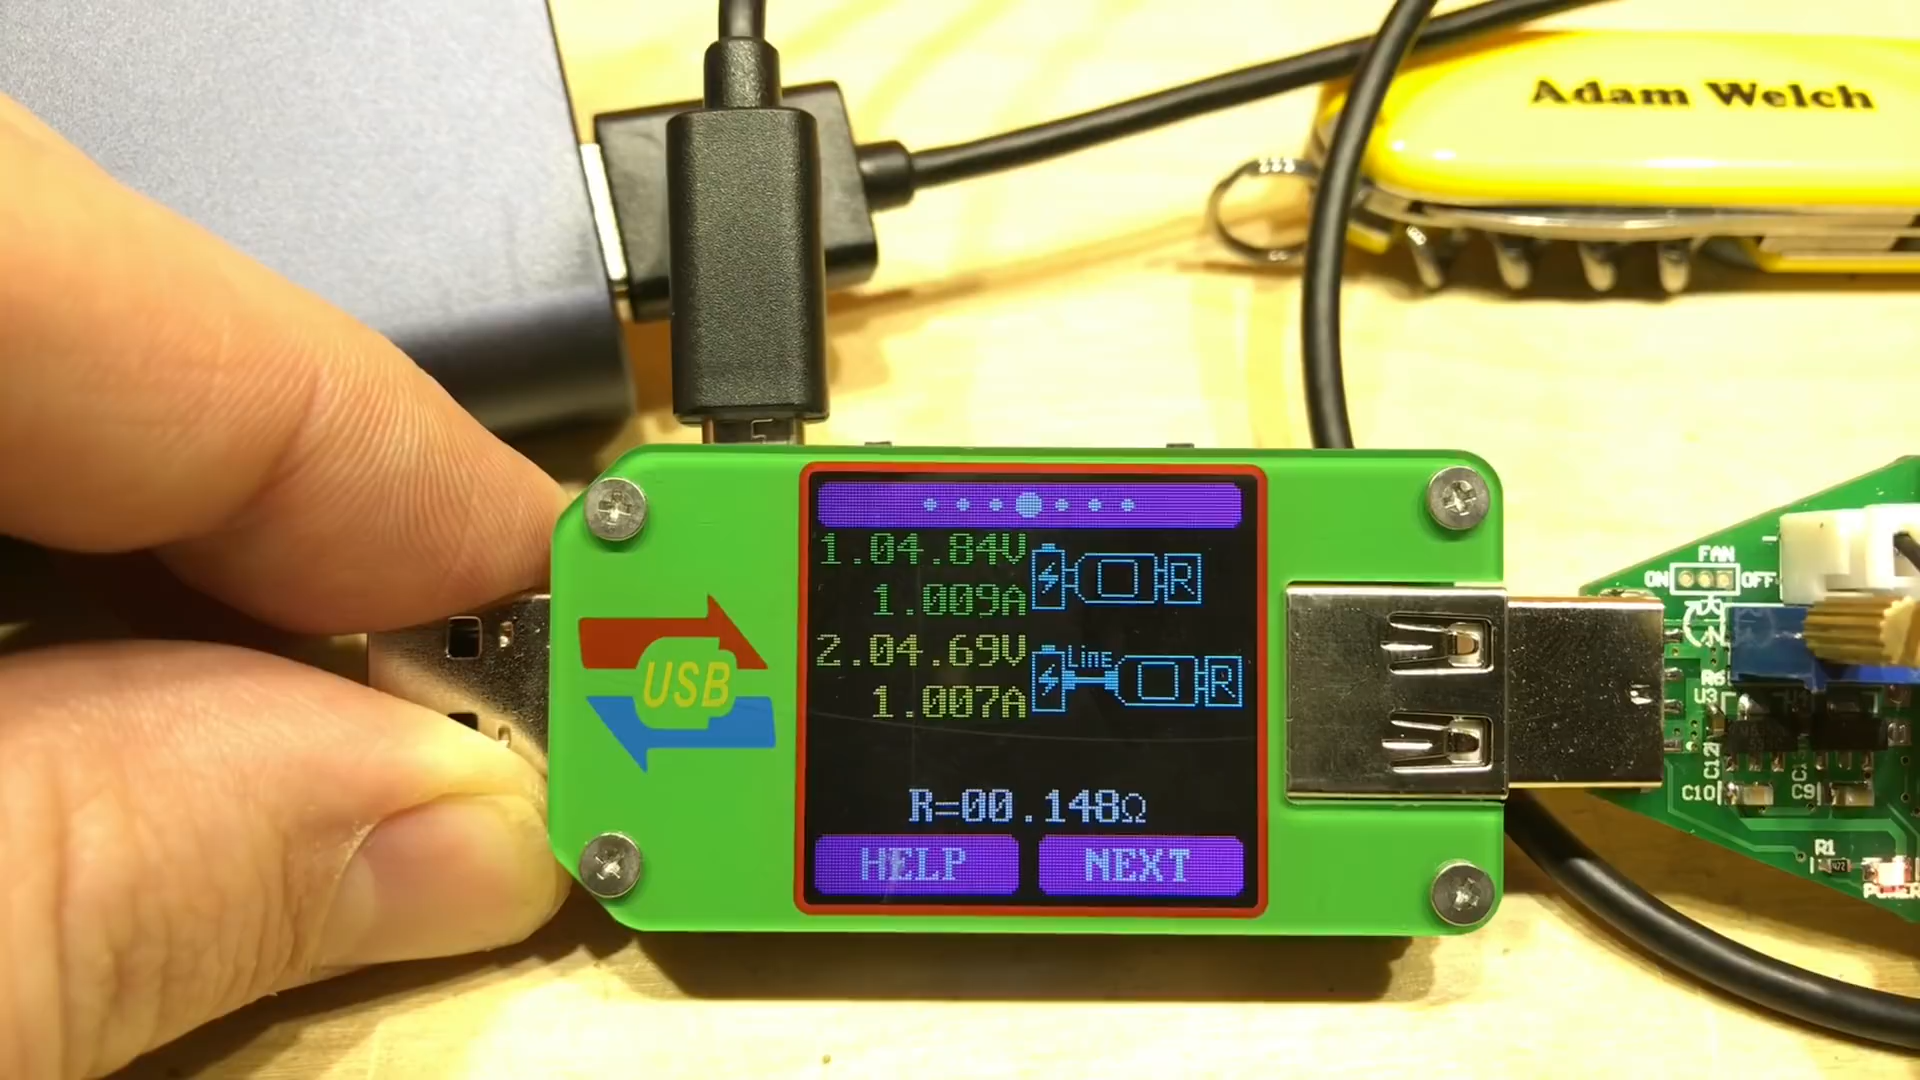 Adam Welch
1.04.84V
1.009A
R
2.04.69V
Line
1.007A
R
R=00.148Ω
HELP
NEXT
USB
FAN
ON
OFF
R6
U3
C12
C10
C9
R1
POWER